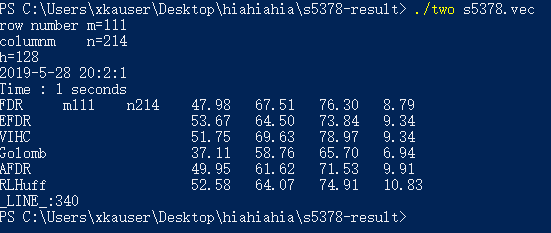 PS C:\Users\xkauser\Desktop\hiahiahia\s5378-result> ./two s5378.vec
row number m=111
columnm    n=214
h=128
2019-5-28 20:2:1
Time : 1 seconds
FDR     m111    n214    47.98   67.51   76.30   8.79
EFDR                    53.67   64.50   73.84   9.34
VIHC                    51.75   69.63   78.97   9.34
Golomb                  37.11   58.76   65.70   6.94
AFDR                    49.95   61.62   71.53   9.91
RLHuff                  52.58   64.07   74.91   10.83
_LINE_:340
PS C:\Users\xkauser\Desktop\hiahiahia\s5378-result>